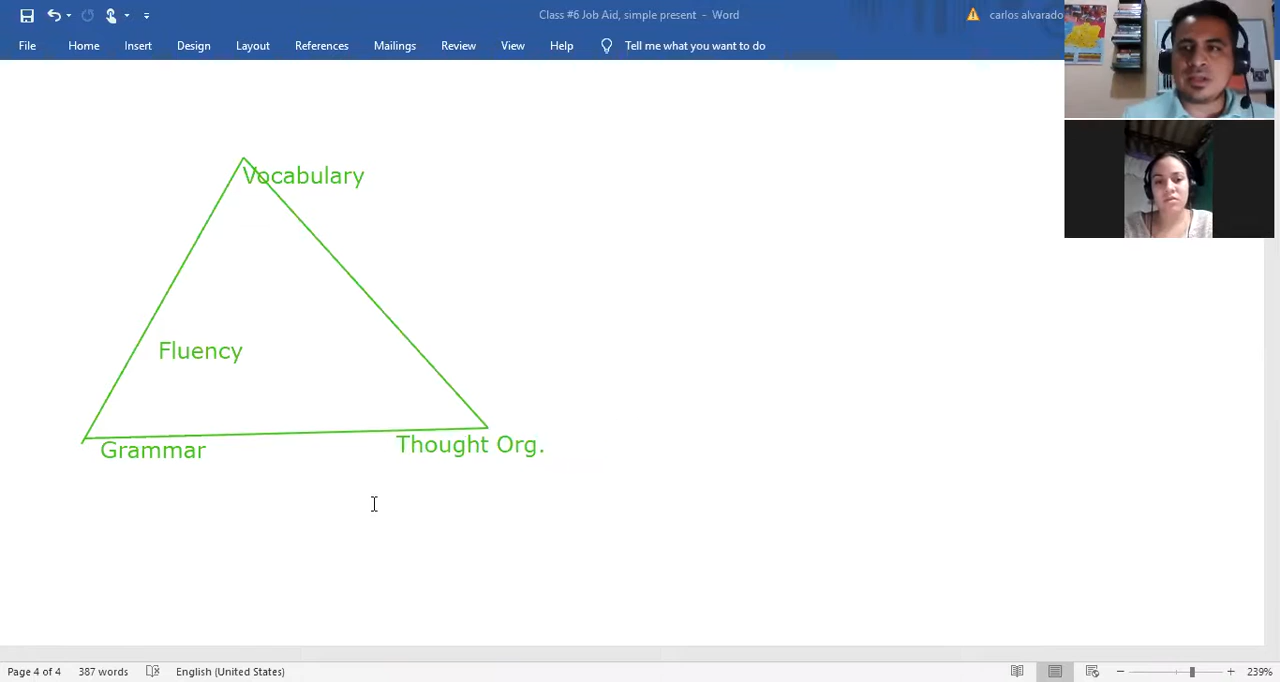 Class #6 Job Aid, simple present - Word
carlos alvarado
File Home Insert Design Layout References Mailings Review View Help Tell me what you want to do
Vocabulary
Fluency
Grammar
Thought Org.
Page 4 of 4 387 words English (United States) 239%